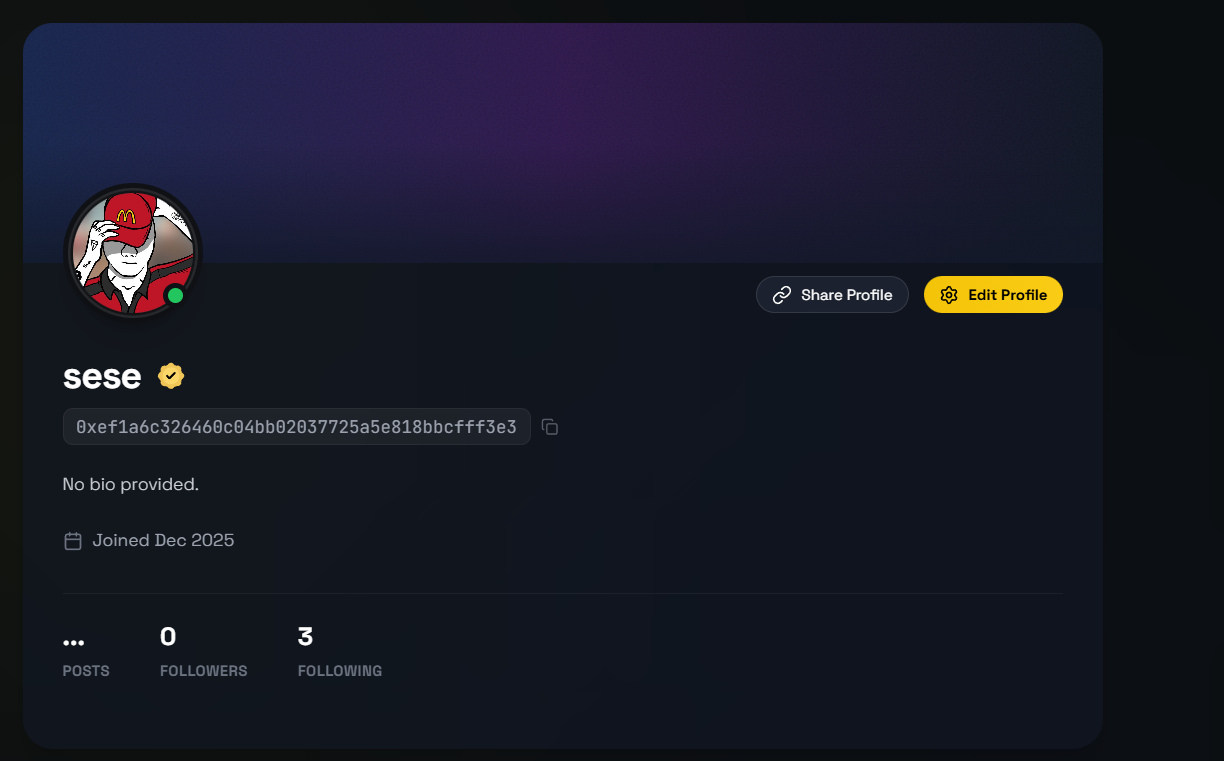 Share Profile
Edit Profile
sese
0xef1a6c326460c04bb02037725a5e818bbcfff3e3
No bio provided.
Joined Dec 2025
... 0 3
POSTS FOLLOWERS FOLLOWING